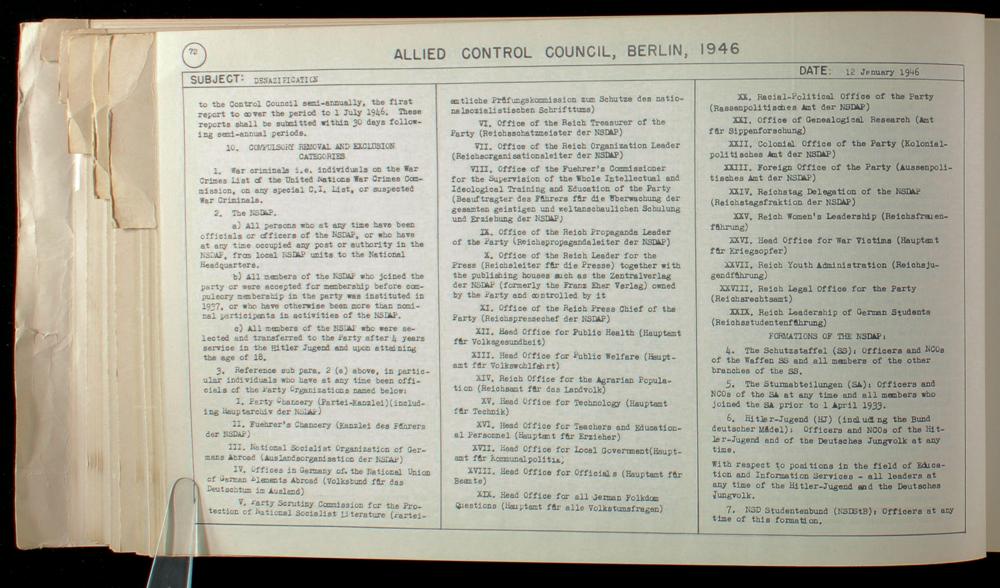 72
ALLIED CONTROL COUNCIL, BERLIN, 1946
SUBJECT: DENAZIFICATION
DATE: 12 January 1946
to the Control Council semi-annually, the first
report to cover the period to 1 July 1946. These
reports shall be submitted within 30 days follow-
ing semi-annual periods.
10. COMPULSORY REMOVAL AND EXCLUSION
CATEGORIES
1. War criminals i.e. individuals on the War
Crimes List of the United Nations War Crimes Com-
mission, on any special C.I. List, or suspected
War Criminals.
2. The NSDAP.
a) All persons who at any time have been
officials or officers of the NSDAP, or who have
at any time occupied any post or authority in the
NSDAP, from local NSDAP units to the National
Headquarters.
b) All members of the NSDAP who joined the
party or were accepted for membership before com-
pulsory membership in the party was instituted in
1937, or who have otherwise been more than nomi-
nal participants in activities of the NSDAP.
c) All members of the NSDAP who were se-
lected and transferred to the Party after 4 years
service in the Hitler Jugend and upon attaining
the age of 18.
3. Reference sub para. 2 (a) above, in partic-
ular individuals who have at any time been offi-
cials of the Party Organizations named below:
I. Party Chancery (Partei-Kanzlei)(includ-
ing Hauptarchiv der NSDAP)
II. Fuehrer's Chancery (Kanzlei des Führers
der NSDAP)
III. National Socialist Organization of Ger-
mans Abroad (Auslandsorganisation der NSDAP)
IV. Offices in Germany of the National Union
of German Elements Abroad (Volksbund für das
Deutschtum im Ausland)
V. Party Scrutiny Commission for the Pro-
tection of National Socialist Literature (Partei-
amtliche Prüfungskommission zum Schutze des natio-
nalsozialistischen Schrifttums)
VI. Office of the Reich Treasurer of the
Party (Reichsschatzmeister der NSDAP)
VII. Office of the Reich Organization Leader
(Reichsorganisationsleiter der NSDAP)
VIII. Office of the Fuehrer's Commissioner
for the Supervision of the Whole Intellectual and
Ideological Training and Education of the Party
(Beauftragter des Führers für die Überwachung der
gesamten geistigen und weltanschaulichen Schulung
und Erziehung der NSDAP)
IX. Office of the Reich Propaganda Leader
of the Party (Reichspropagandaleiter der NSDAP)
X. Office of the Reich Leader for the
Press (Reichsleiter für die Presse) together with
the publishing houses such as the Zentralverlag
der NSDAP (formerly the Franz Eher Verlag) owned
by the Party and controlled by it
XI. Office of the Reich Press Chief of the
Party (Reichspressechef der NSDAP)
XII. Head Office for Public Health (Hauptamt
für Volksgesundheit)
XIII. Head Office for Public Welfare (Haupt-
amt für Volkswohlfahrt)
XIV. Reich Office for the Agrarian Popula-
tion (Reichsamt für das Landvolk)
XV. Head Office for Technology (Hauptamt
für Technik)
XVI. Head Office for Teachers and Education-
al Personnel (Hauptamt für Erzieher)
XVII. Head Office for Local Government(Haupt-
amt für Kommunalpolitik)
XVIII. Head Office for Officials (Hauptamt für
Beamte)
XIX. Head Office for all German Folkdom
Questions (Hauptamt für alle Volkstumsfragen)
XX. Racial-Political Office of the Party
(Rassenpolitisches Amt der NSDAP)
XXI. Office of Genealogical Research (Amt
für Sippenforschung)
XXII. Colonial Office of the Party (Kolonial-
politisches Amt der NSDAP)
XXIII. Foreign Office of the Party (Aussenpoli-
tisches Amt der NSDAP)
XXIV. Reichstag Delegation of the NSDAP
(Reichstagsfraktion der NSDAP)
XXV. Reich Women's Leadership (Reichsfrauen-
führung)
XXVI. Head Office for War Victims (Hauptamt
für Kriegsopfer)
XXVII. Reich Youth Administration (Reichsju-
gendführung)
XXVIII. Reich Legal Office for the Party
(Reichsrechtsamt)
XXIX. Reich Leadership of German Students
(Reichsstudentenführung)
FORMATIONS OF THE NSDAP:
4. The Schutzstaffel (SS): Officers and NCOs
of the Waffen SS and all members of the other
branches of the SS.
5. The Sturmabteilungen (SA): Officers and
NCOs of the SA at any time and all members who
joined the SA prior to 1 April 1933.
6. Hitler-Jugend (HJ) (including the Bund
deutscher Mädel): Officers and NCOs of the Hit-
ler-Jugend and of the Deutsches Jungvolk at any
time.
With respect to positions in the field of Educa-
tion and Information Services - all leaders at
any time of the Hitler-Jugend and the Deutsches
Jungvolk.
7. NSD Studentenbund (NSDStB): Officers at any
time of this formation.